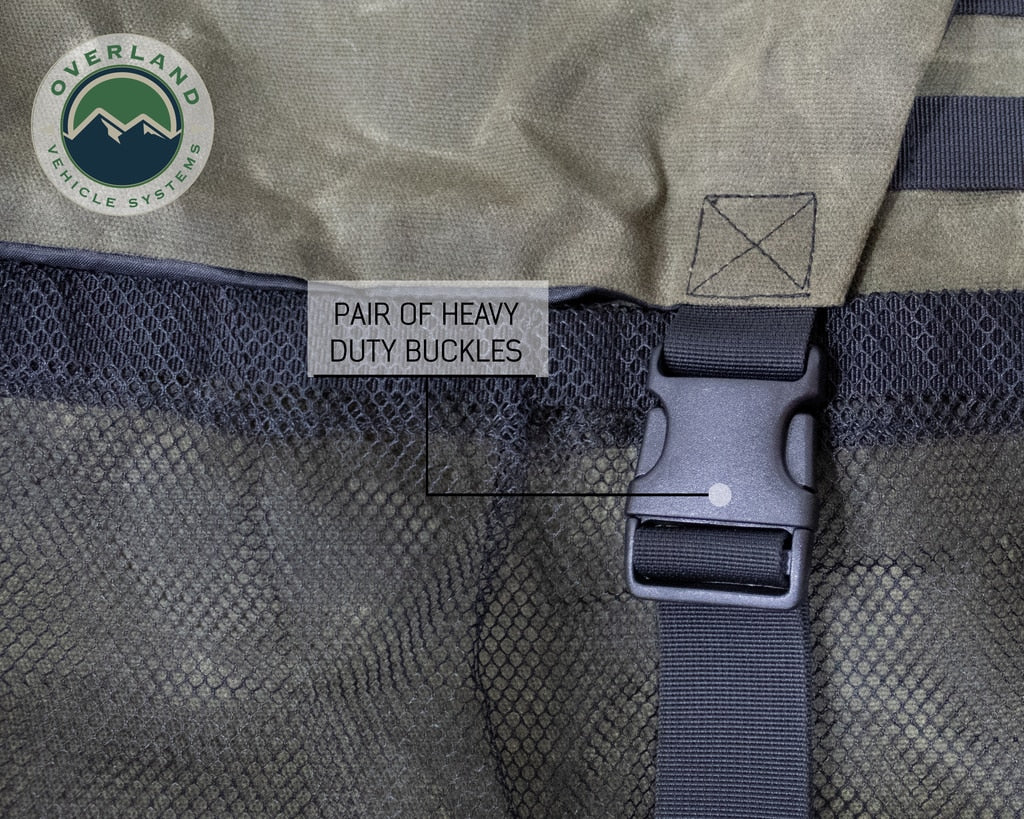 OVERLAND
VEHICLE SYSTEMS
PAIR OF HEAVY
DUTY BUCKLES